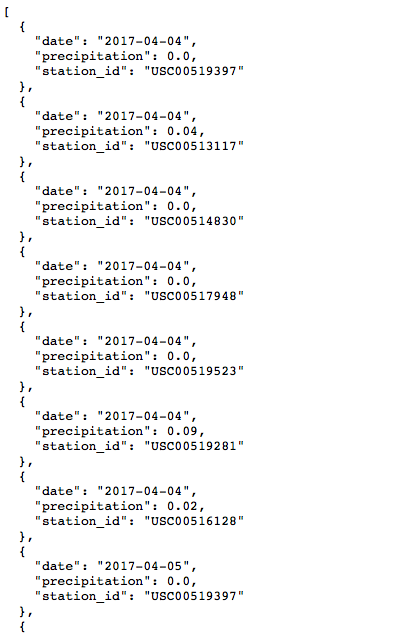 [
  {
    "date": "2017-04-04",
    "precipitation": 0.0,
    "station_id": "USC00519397"
  },
  {
    "date": "2017-04-04",
    "precipitation": 0.04,
    "station_id": "USC00513117"
  },
  {
    "date": "2017-04-04",
    "precipitation": 0.0,
    "station_id": "USC00514830"
  },
  {
    "date": "2017-04-04",
    "precipitation": 0.0,
    "station_id": "USC00517948"
  },
  {
    "date": "2017-04-04",
    "precipitation": 0.0,
    "station_id": "USC00519523"
  },
  {
    "date": "2017-04-04",
    "precipitation": 0.09,
    "station_id": "USC00519281"
  },
  {
    "date": "2017-04-04",
    "precipitation": 0.02,
    "station_id": "USC00516128"
  },
  {
    "date": "2017-04-05",
    "precipitation": 0.0,
    "station_id": "USC00519397"
  },
  {